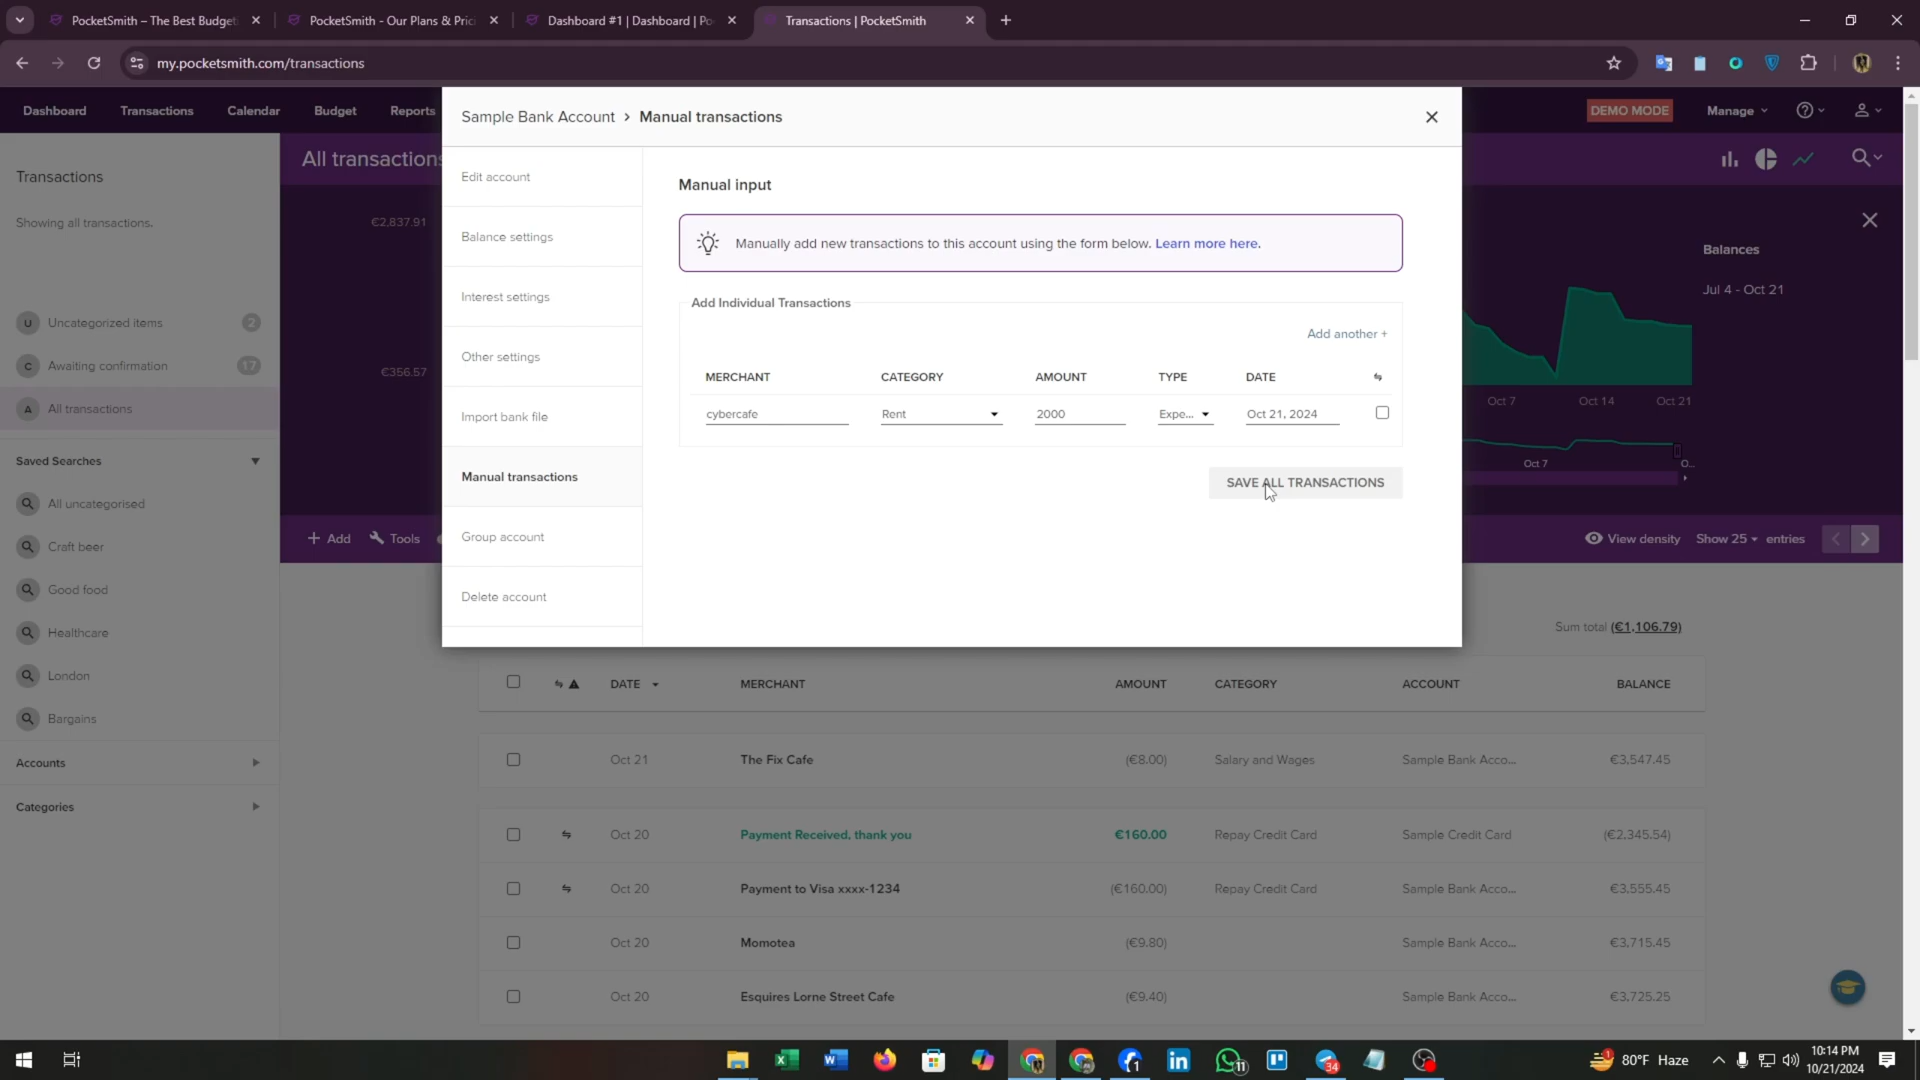 PocketSmith – The Best Budgeti
PocketSmith - Our Plans & Prici
Dashboard #1 | Dashboard | Po
Transactions | PocketSmith
my.pocketsmith.com/transactions
Dashboard
Transactions
Calendar
Budget
Reports
DEMO MODE
Manage
Sample Bank Account › Manual transactions
All transactions
Transactions
Showing all transactions.
U Uncategorized items 2
C Awaiting confirmation 17
A All transactions
Saved Searches
All uncategorised
Craft beer
Good food
Healthcare
London
Bargains
Accounts
Categories
€2,837.91
€356.57
+ Add
Tools
Edit account
Balance settings
Interest settings
Other settings
Import bank file
Manual transactions
Group account
Delete account
Manual input
Manually add new transactions to this account using the form below. Learn more here.
Add Individual Transactions
Add another +
MERCHANT CATEGORY AMOUNT TYPE DATE
cybercafe Rent 2000 Expe... Oct 21, 2024
SAVE ALL TRANSACTIONS
Balances
Jul 4 - Oct 21
Oct 7 Oct 14 Oct 21
Oct 7 O...
View density
Show 25 entries
Sum total (€1,106.79)
DATE MERCHANT AMOUNT CATEGORY ACCOUNT BALANCE
Oct 21 The Fix Cafe (€8.00) Salary and Wages Sample Bank Acco... €3,547.45
Oct 20 Payment Received, thank you €160.00 Repay Credit Card Sample Credit Card (€2,345.54)
Oct 20 Payment to Visa xxxx-1234 (€160.00) Repay Credit Card Sample Bank Acco... €3,555.45
Oct 20 Momotea (€9.80) Sample Bank Acco... €3,715.45
Oct 20 Esquires Lorne Street Cafe (€9.40) Sample Bank Acco... €3,725.25
1
11
34
1
80°F Haze
10:14 PM
10/21/2024